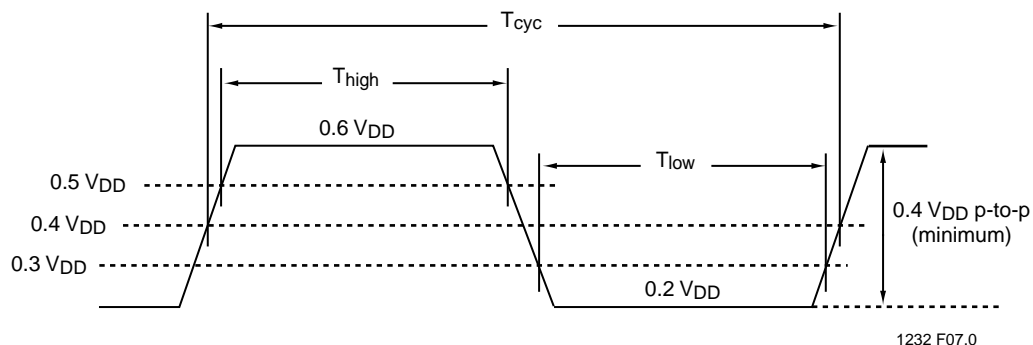 Tcyc
Thigh
0.6 VDD
Tlow
0.5 VDD
0.4 VDD
0.3 VDD
0.4 VDD p-to-p
(minimum)
0.2 VDD
1232 F07.0